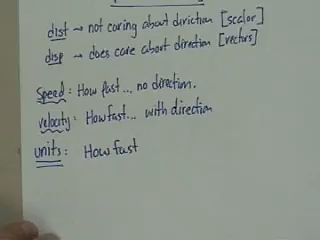 dist → not caring about diriction [scalar]
disp → does care about direction [vectors]
speed: How fast... no direction.
velocity: How fast... with direction
units: How fast